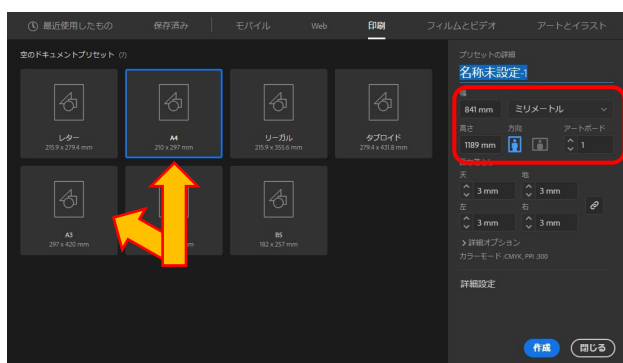 最近使用したもの 保存済み モバイル Web 印刷 フィルムとビデオ アートとイラスト
空のドキュメントプリセット (7)
レター
215.9 x 279.4 mm
A4
210 x 297 mm
リーガル
215.9 x 355.6 mm
タブロイド
279.4 x 431.8 mm
A3
297 x 420 mm
mm
B5
182 x 257 mm
プリセットの詳細
名称未設定-1
幅
841 mm ミリメートル
高さ 方向 アートボード
1189 mm 1
天 地
3 mm 3 mm
左 右
3 mm 3 mm
詳細オプション
カラーモード:CMYK, PPI :300
詳細設定
作成 閉じる